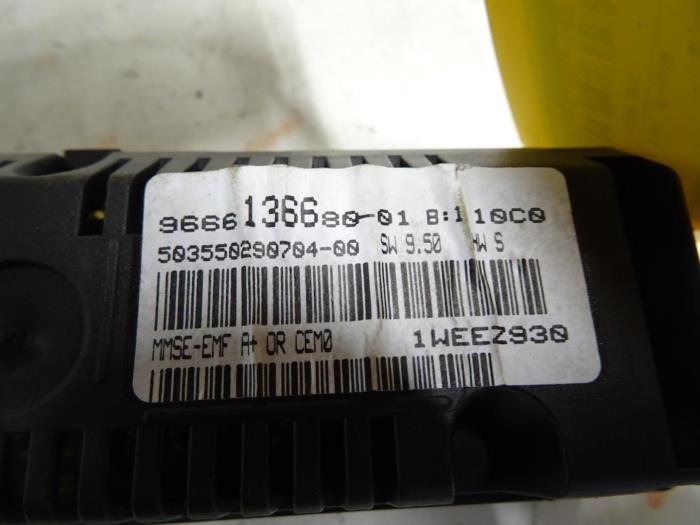 9666136680-01 B:110C0
503550290704-00 SW 9.50 HW S
MMSE-EMF A+ OR CEM0 1WEEZ930